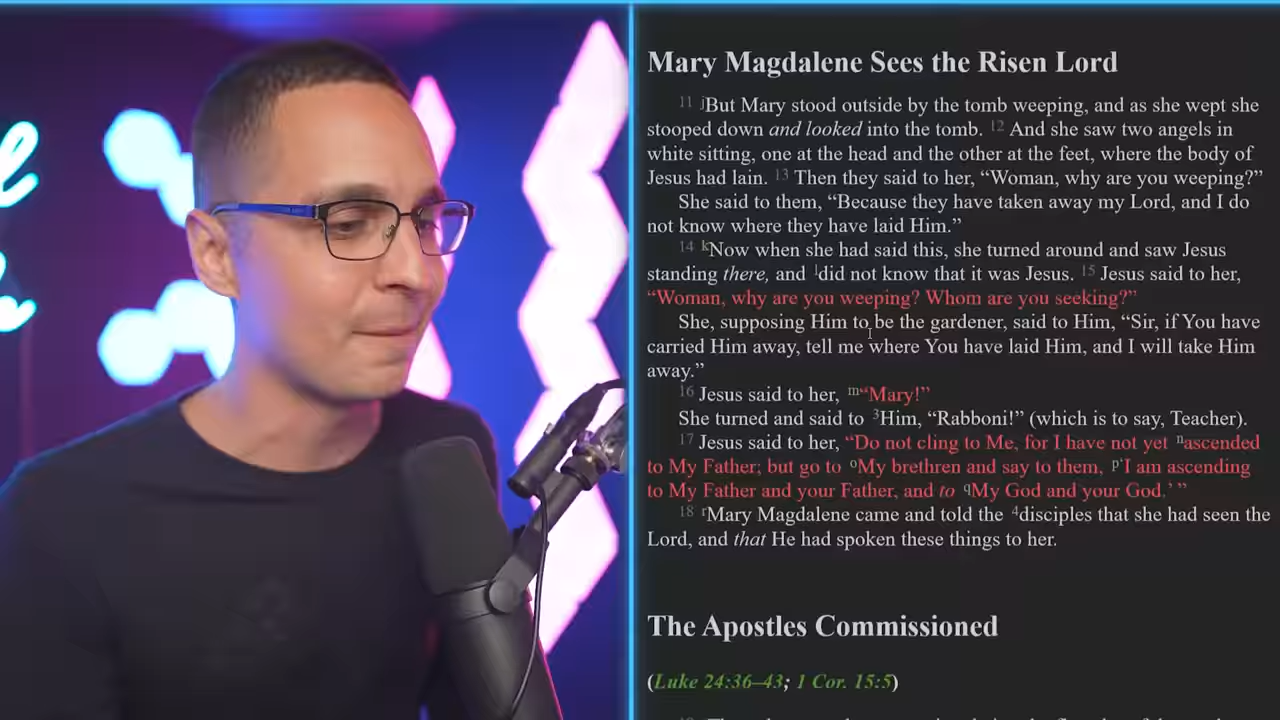 Mary Magdalene Sees the Risen Lord
11 jBut Mary stood outside by the tomb weeping, and as she wept she
stooped down and looked into the tomb. 12 And she saw two angels in
white sitting, one at the head and the other at the feet, where the body of
Jesus had lain. 13 Then they said to her, “Woman, why are you weeping?”
She said to them, “Because they have taken away my Lord, and I do
not know where they have laid Him.”
14 kNow when she had said this, she turned around and saw Jesus
standing there, and ldid not know that it was Jesus. 15 Jesus said to her,
“Woman, why are you weeping? Whom are you seeking?”
She, supposing Him to be the gardener, said to Him, “Sir, if You have
carried Him away, tell me where You have laid Him, and I will take Him
away.”
16 Jesus said to her, m“Mary!”
She turned and said to 3Him, “Rabboni!” (which is to say, Teacher).
17 Jesus said to her, “Do not cling to Me, for I have not yet nascended
to My Father; but go to oMy brethren and say to them, p‘I am ascending
to My Father and your Father, and to qMy God and your God.’ ”
18 rMary Magdalene came and told the 4disciples that she had seen the
Lord, and that He had spoken these things to her.
The Apostles Commissioned
(Luke 24:36–43; 1 Cor. 15:5)